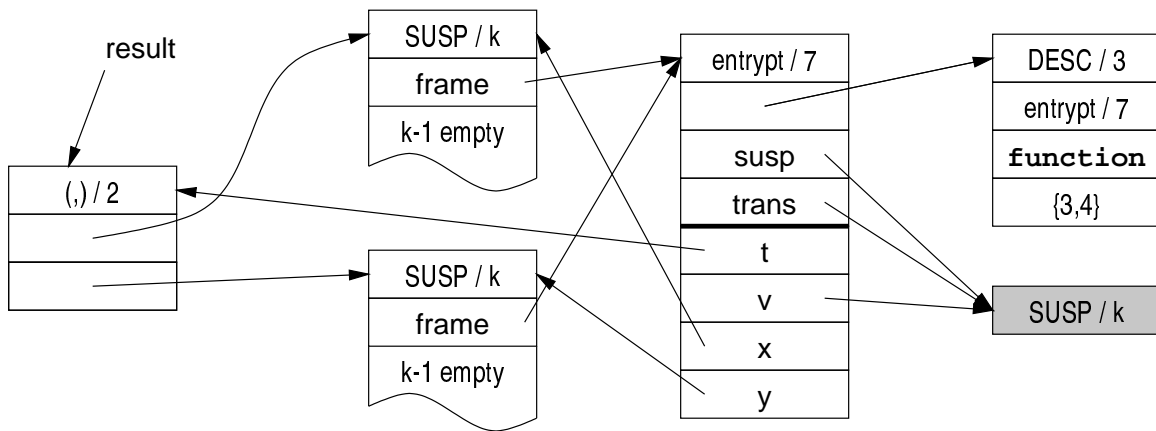 result
(,) / 2
SUSP / k
frame
k-1 empty
SUSP / k
frame
k-1 empty
entrypt / 7
susp
trans
t
v
x
y
DESC / 3
entrypt / 7
function
{3,4}
SUSP / k